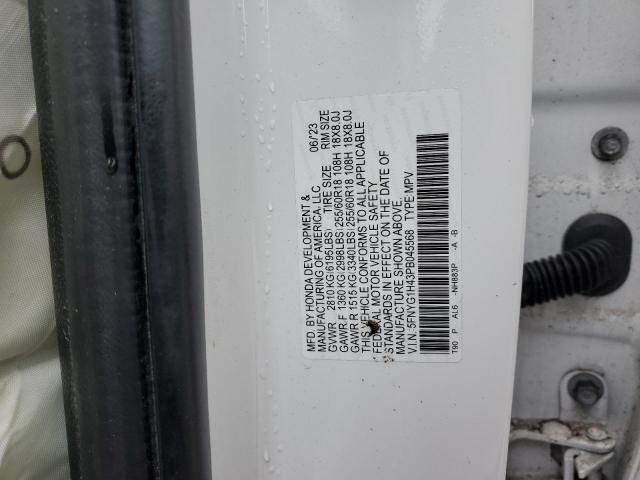 MFD. BY HONDA DEVELOPMENT &
MANUFACTURING OF AMERICA, LLC 06/'23
GVWR 2810 KG(6195LBS) TIRE SIZE RIM SIZE
GAWR F 1360 KG(2998LBS) 255/60R18 108H 18X8.0J
GAWR R 1515 KG(3340LBS) 255/60R18 108H 18X8.0J
THIS VEHICLE CONFORMS TO ALL APPLICABLE
FEDERAL MOTOR VEHICLE SAFETY
STANDARDS IN EFFECT ON THE DATE OF
MANUFACTURE SHOWN ABOVE.
V.I.N.:5FNYG1H43PB045568 TYPE: MPV
T90 P AL6 -NH883P -A -B